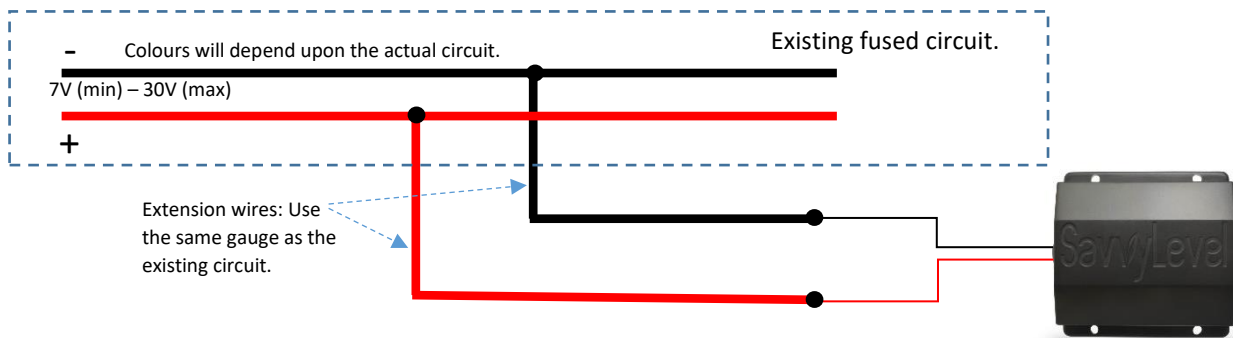 - Colours will depend upon the actual circuit.
Existing fused circuit.
7V (min) – 30V (max)
+
Extension wires: Use
the same gauge as the
existing circuit.
SavvyLevel